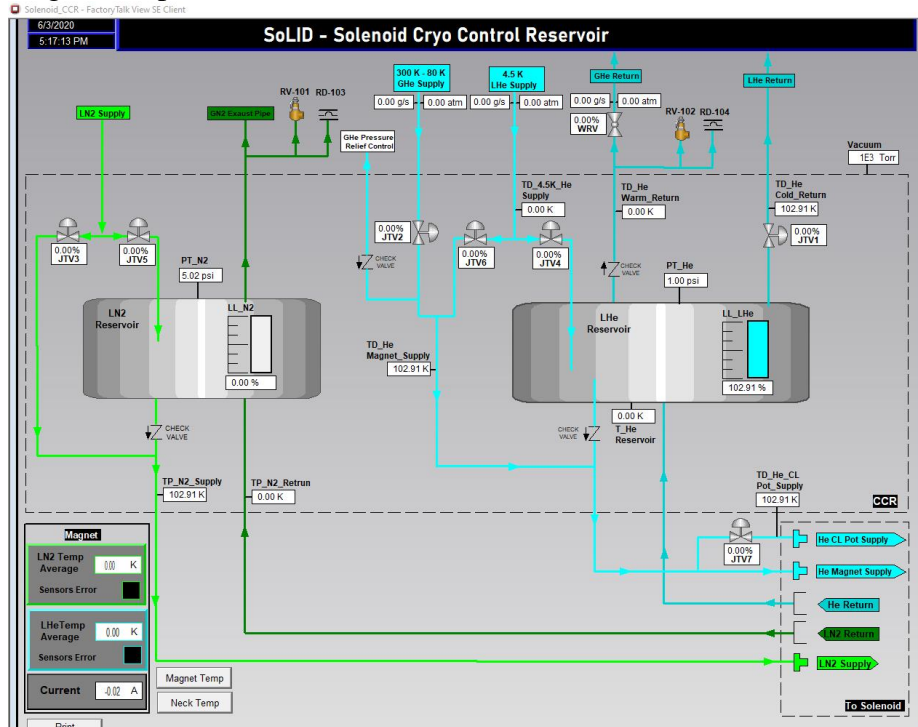 Solenoid_CCR - FactoryTalk View SE Client
6/3/2020
5:17:13 PM
SoLID - Solenoid Cryo Control Reservoir
LN2 Supply
GN2 Exaust Pipe
RV-101 RD-103
300 K - 80 K
GHe Supply
0.00 g/s 0.00 atm
4.5 K
LHe Supply
0.00 g/s 0.00 atm
GHe Return
0.00 g/s 0.00 atm
0.00%
WRV
RV-102 RD-104
LHe Return
GHe Pressure
Relief Control
Vacuum
1E3 Torr
TD_4.5K_He
Supply
0.00 K
TD_He
Warm_Return
0.00 K
TD_He
Cold_Return
102.91 K
0.00%
JTV3
0.00%
JTV5
0.00%
JTV2
0.00%
JTV6
0.00%
JTV4
0.00%
JTV1
PT_N2
5.02 psi
CHECK
VALVE
CHECK
VALVE
PT_He
1.00 psi
LN2
Reservoir
LL_N2
0.00 %
LHe
Reservoir
LL_LHe
102.91 %
TD_He
Magnet_Supply
102.91 K
0.00 K
T_He
Reservoir
CHECK
VALVE
CHECK
VALVE
TP_N2_Supply
102.91 K
TP_N2_Retrun
0.00 K
TD_He_CL
Pot_Supply
102.91 K
CCR
0.00%
JTV7
He CL Pot Supply
He Magnet Supply
He Return
LN2 Return
LN2 Supply
To Solenoid
Magnet
LN2 Temp
Average
0.00 K
Sensors Error
LHeTemp
Average
0.00 K
Sensors Error
Current
-0.02 A
Magnet Temp
Neck Temp
Print